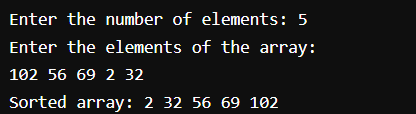 Enter the number of elements: 5
Enter the elements of the array:
102 56 69 2 32
Sorted array: 2 32 56 69 102